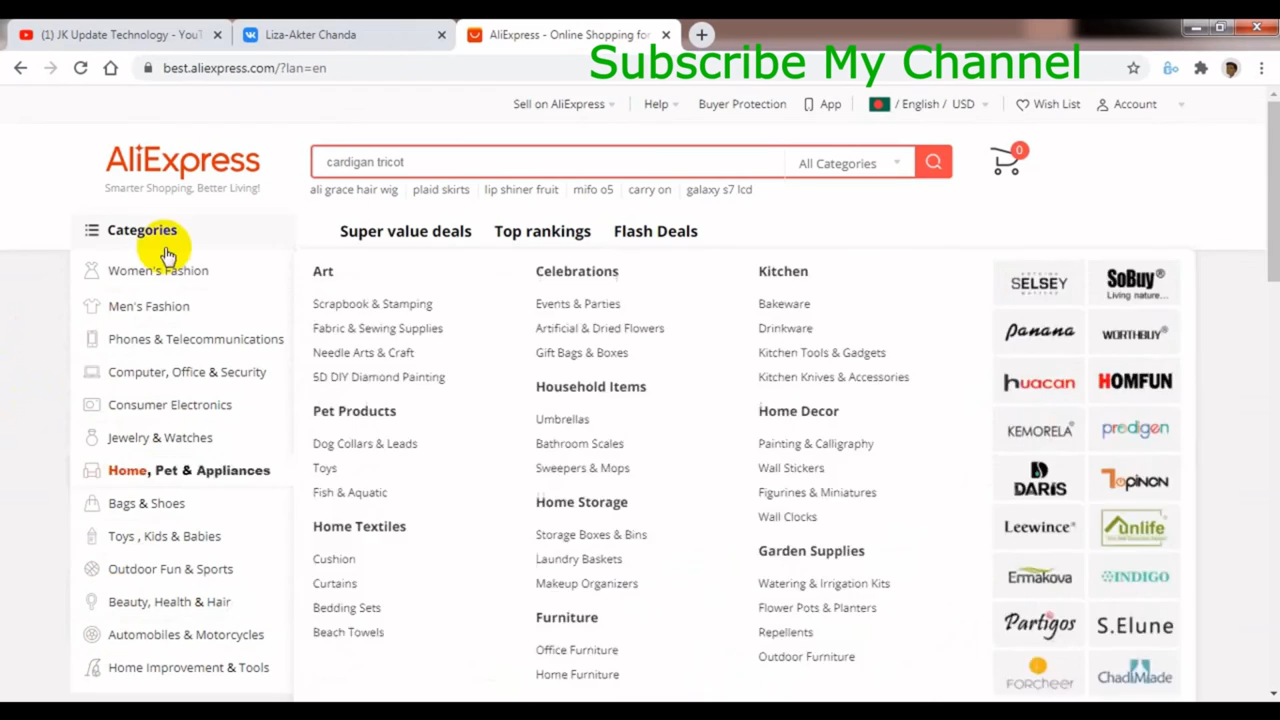 (1) JK Update Technology - YouT
Liza-Akter Chanda
AliExpress - Online Shopping for
Subscribe My Channel
best.aliexpress.com/?lan=en
Sell on AliExpress
Help
Buyer Protection
App
/ English / USD
Wish List
Account
AliExpress
Smarter Shopping, Better Living!
cardigan tricot
All Categories
0
ali grace hair wig
plaid skirts
lip shiner fruit
mifo o5
carry on
galaxy s7 lcd
Categories
Super value deals
Top rankings
Flash Deals
Women's Fashion
Men's Fashion
Phones & Telecommunications
Computer, Office & Security
Consumer Electronics
Jewelry & Watches
Home, Pet & Appliances
Bags & Shoes
Toys , Kids & Babies
Outdoor Fun & Sports
Beauty, Health & Hair
Automobiles & Motorcycles
Home Improvement & Tools
Art
Scrapbook & Stamping
Fabric & Sewing Supplies
Needle Arts & Craft
5D DIY Diamond Painting
Pet Products
Dog Collars & Leads
Toys
Fish & Aquatic
Home Textiles
Cushion
Curtains
Bedding Sets
Beach Towels
Celebrations
Events & Parties
Artificial & Dried Flowers
Gift Bags & Boxes
Household Items
Umbrellas
Bathroom Scales
Sweepers & Mops
Home Storage
Storage Boxes & Bins
Laundry Baskets
Makeup Organizers
Furniture
Office Furniture
Home Furniture
Kitchen
Bakeware
Drinkware
Kitchen Tools & Gadgets
Kitchen Knives & Accessories
Home Decor
Painting & Calligraphy
Wall Stickers
Figurines & Miniatures
Wall Clocks
Garden Supplies
Watering & Irrigation Kits
Flower Pots & Planters
Repellents
Outdoor Furniture
SELSEY
SoBuy®
Living nature...
panana
WORTHBUY®
huacan
HOMFUN
KEMORELA®
prodigen
DARIS
TOPINON
Leewince®
Unlife
Ermakova
INDIGO
Partigos
S.Elune
FORCHEER
ChadiMade